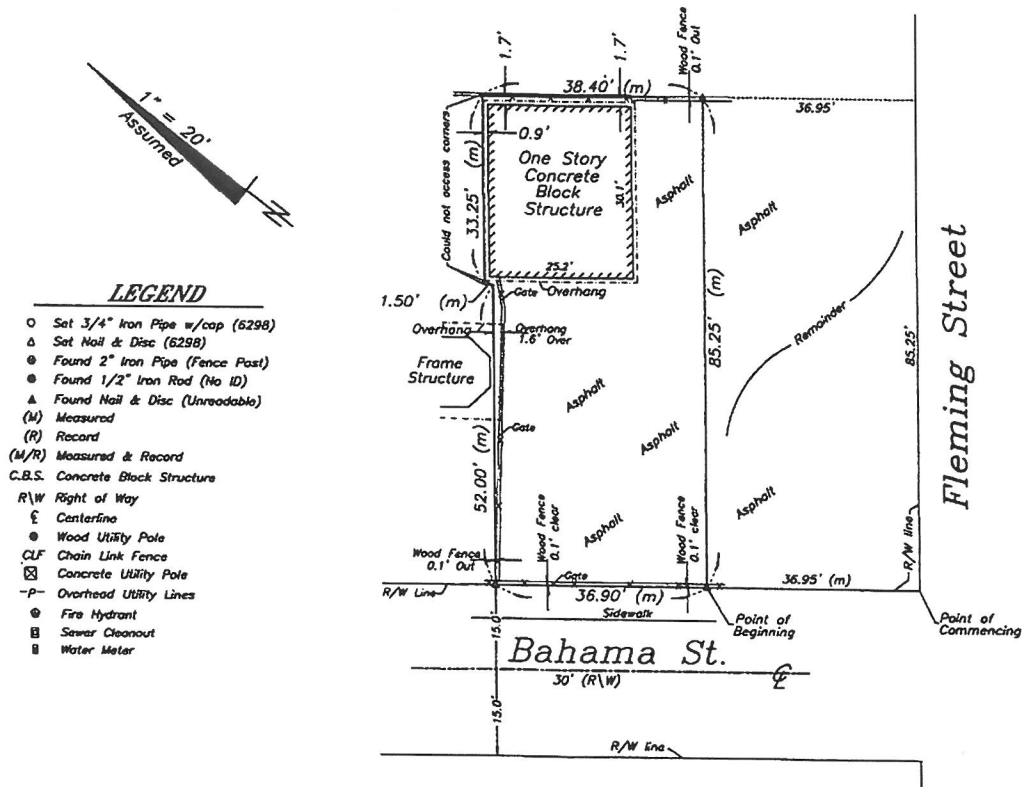 1.7'
1.7'
Wood Fence
0.1' Out
38.40' (m)
36.95'
1" = 20'
Assumed
N
Could not access corners
33.25' (m)
0.9'
One Story
Concrete
Block
Structure
30.1'
25.2'
Asphalt
Asphalt
85.25' (m)
Remainder
85.25'
Fleming Street
LEGEND
Set 3/4" Iron Pipe w/cap (6298)
Set Nail & Disc (6298)
Found 2" Iron Pipe (Fence Post)
Found 1/2" Iron Rod (No ID)
Found Nail & Disc (Unreadable)
(M) Measured
(R) Record
(M/R) Measured & Record
C.B.S. Concrete Block Structure
R\W Right of Way
℄ Centerline
Wood Utility Pole
CLF Chain Link Fence
Concrete Utility Pole
-P- Overhead Utility Lines
Fire Hydrant
Sewer Cleanout
Water Meter
1.50' (m)
Gate
Overhang
Overhang
Overhang
1.6' Over
Frame
Structure
Asphalt
Gate
Asphalt
52.00' (m)
Asphalt
Asphalt
Wood Fence
0.1' Out
Wood Fence
0.1' clear
Wood Fence
0.1' clear
Gate
R/W Line
36.90' (m)
36.95' (m)
R/W line
Sidewalk
Point of
Beginning
Point of
Commencing
15.0'
Bahama St.
30' (R\W)
℄
15.0'
R/W line